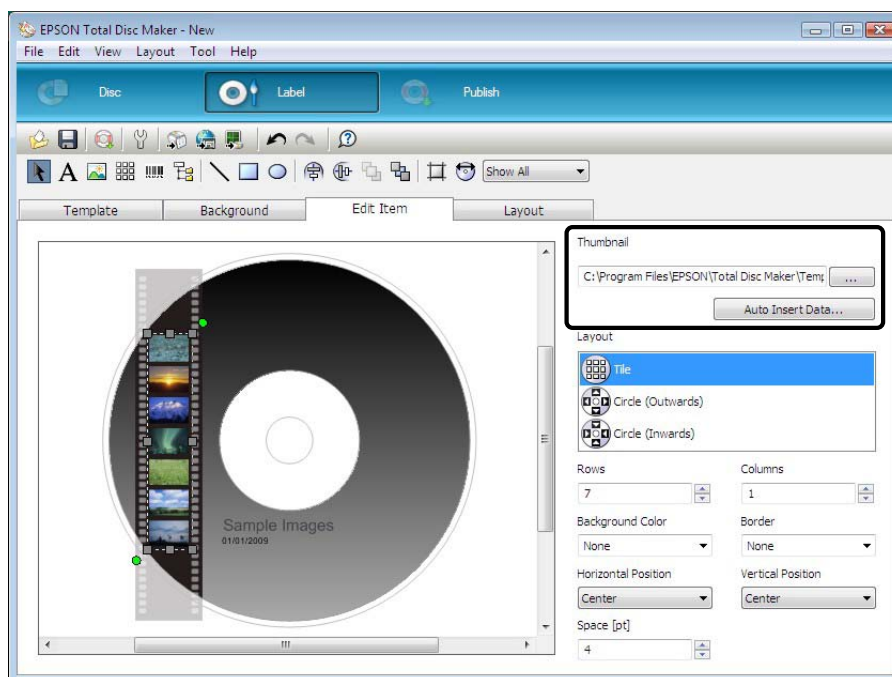 EPSON Total Disc Maker - New
File Edit View Layout Tool Help
Disc Label Publish
A Show All
Template Background Edit Item Layout
Thumbnail
C:\Program Files\EPSON\Total Disc Maker\Temp ...
Auto Insert Data...
Layout
Tile
Circle (Outwards)
Circle (Inwards)
Rows Columns
7 1
Background Color Border
None None
Horizontal Position Vertical Position
Center Center
Space [pt]
4
Sample Images
01/01/2009